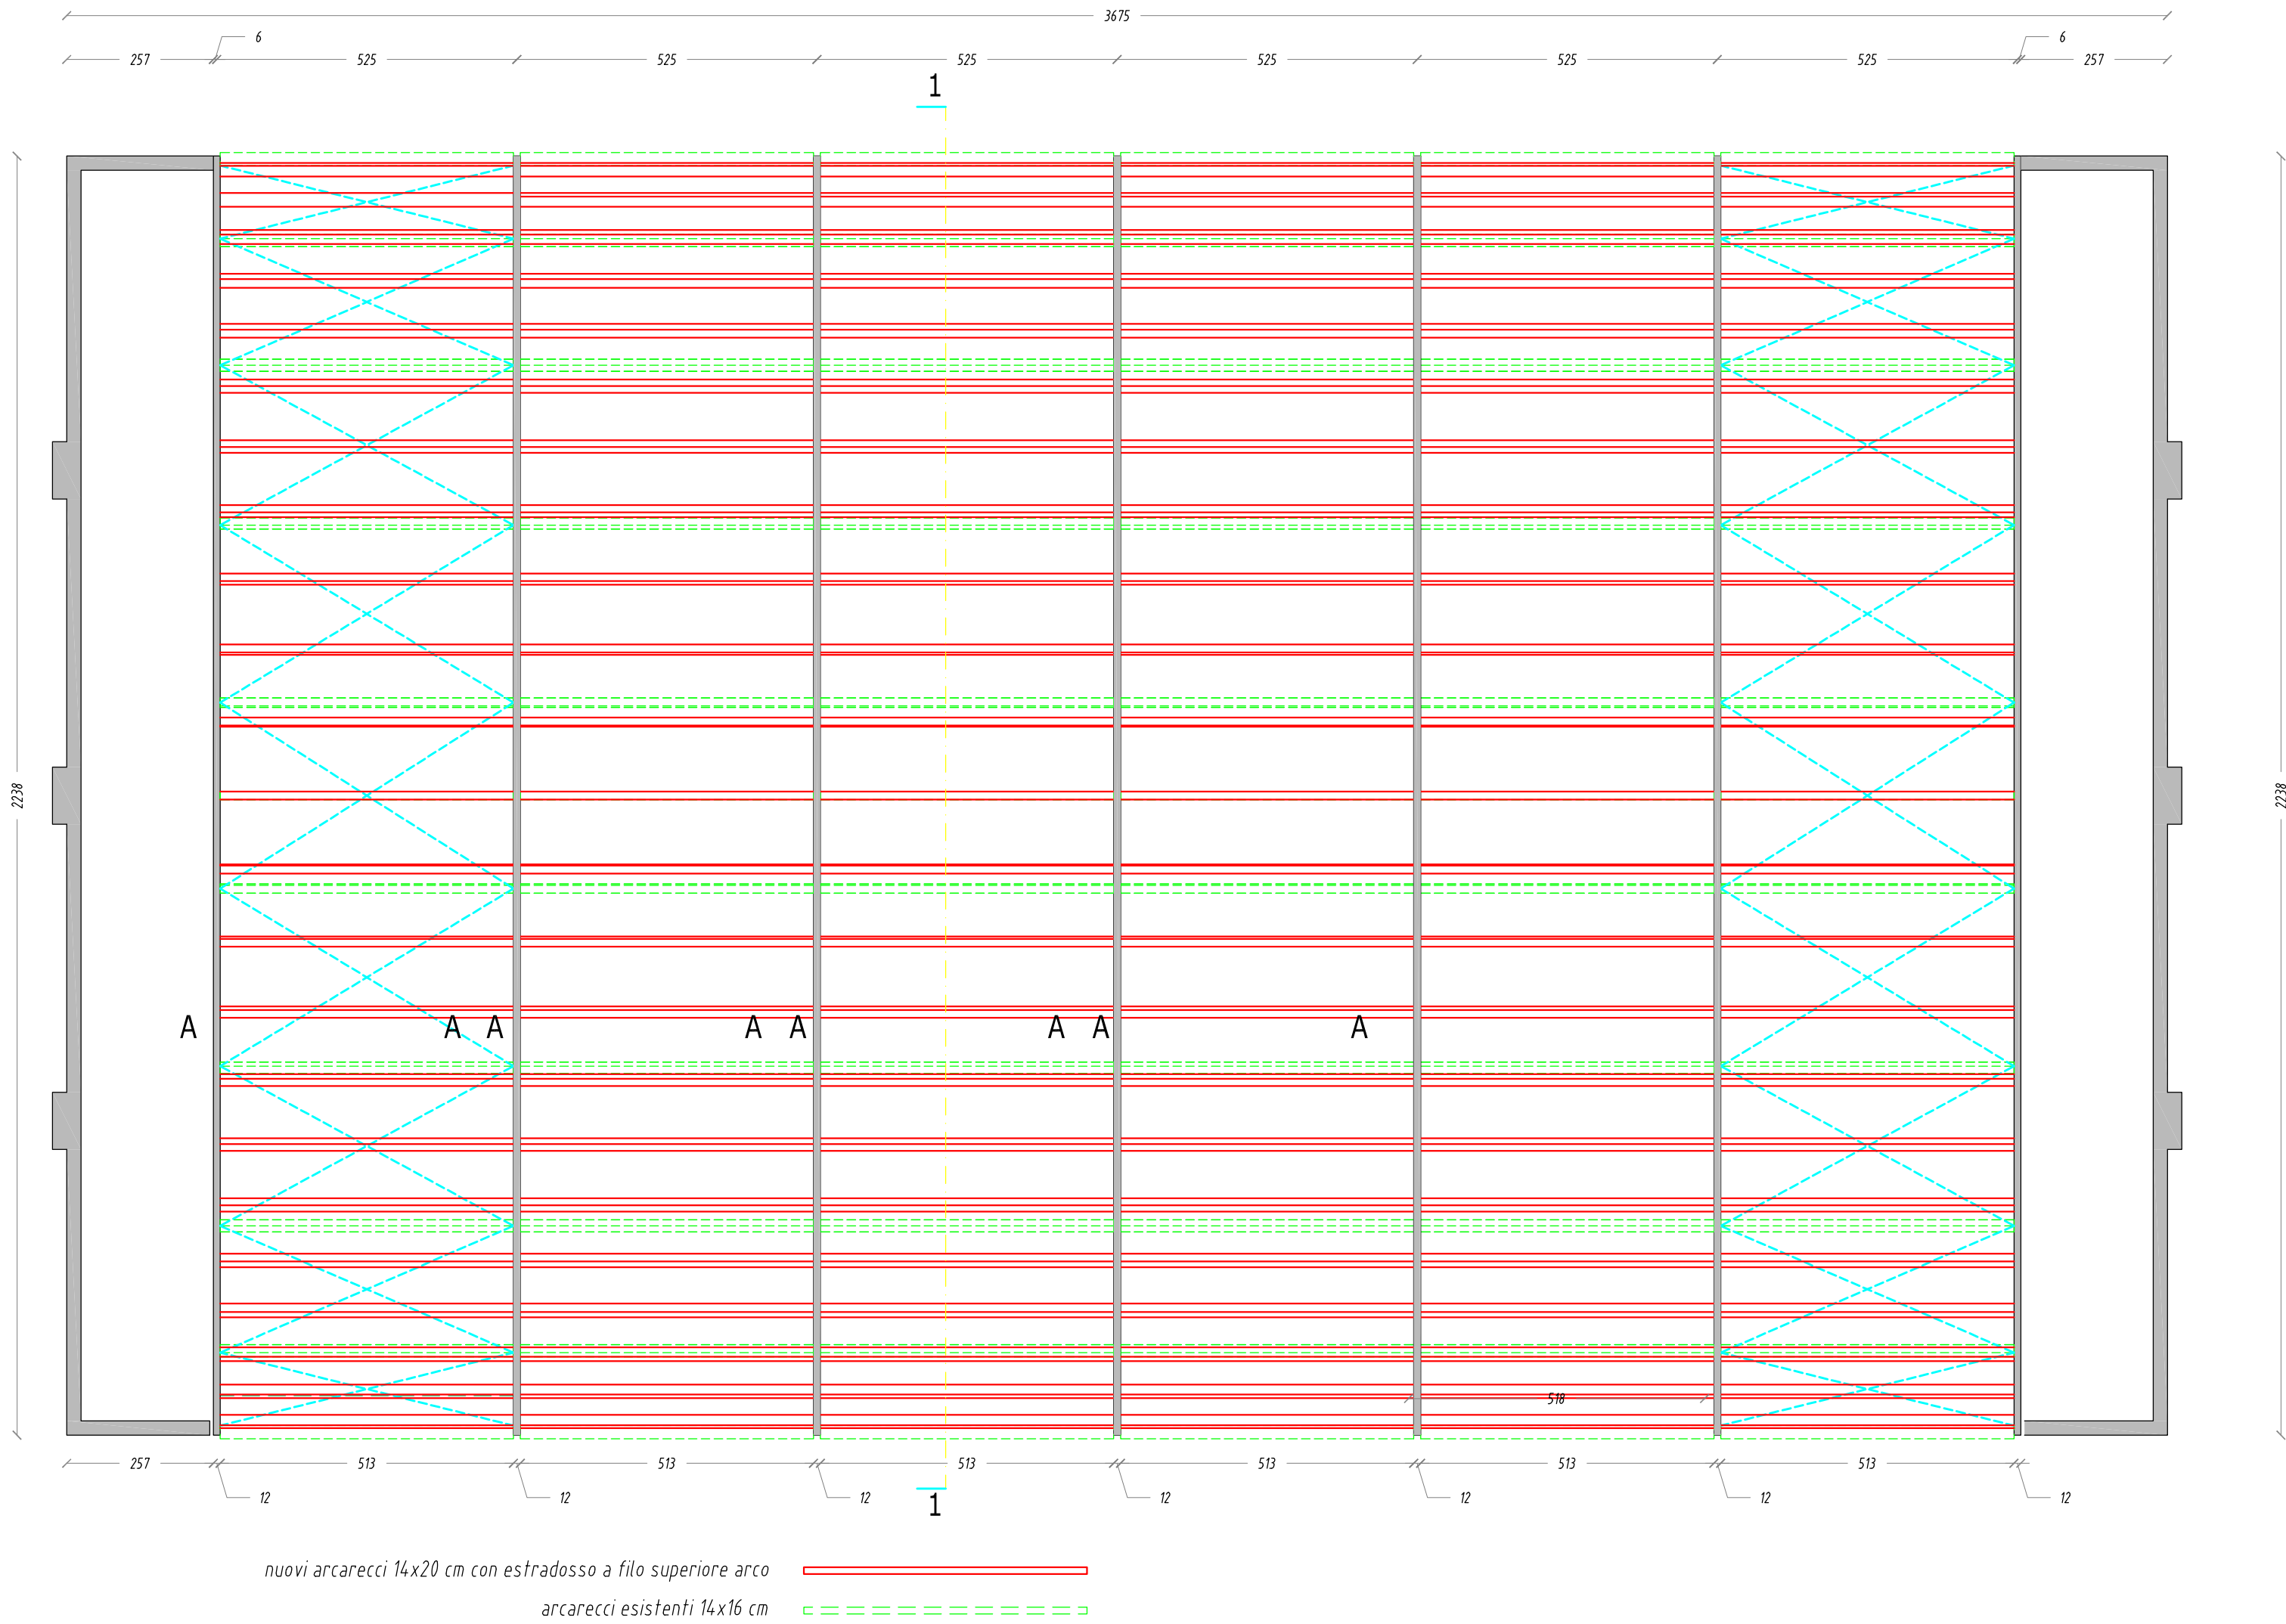 3675
6 6
257 525 525 525 525 525 525 257
1
2238 2238
A A A A A A A A
518
257 513 513 513 513 513 513
12 12 12 12 12 12 12
1
nuovi arcarecci 14x20 cm con estradosso a filo superiore arco
arcarecci esistenti 14x16 cm